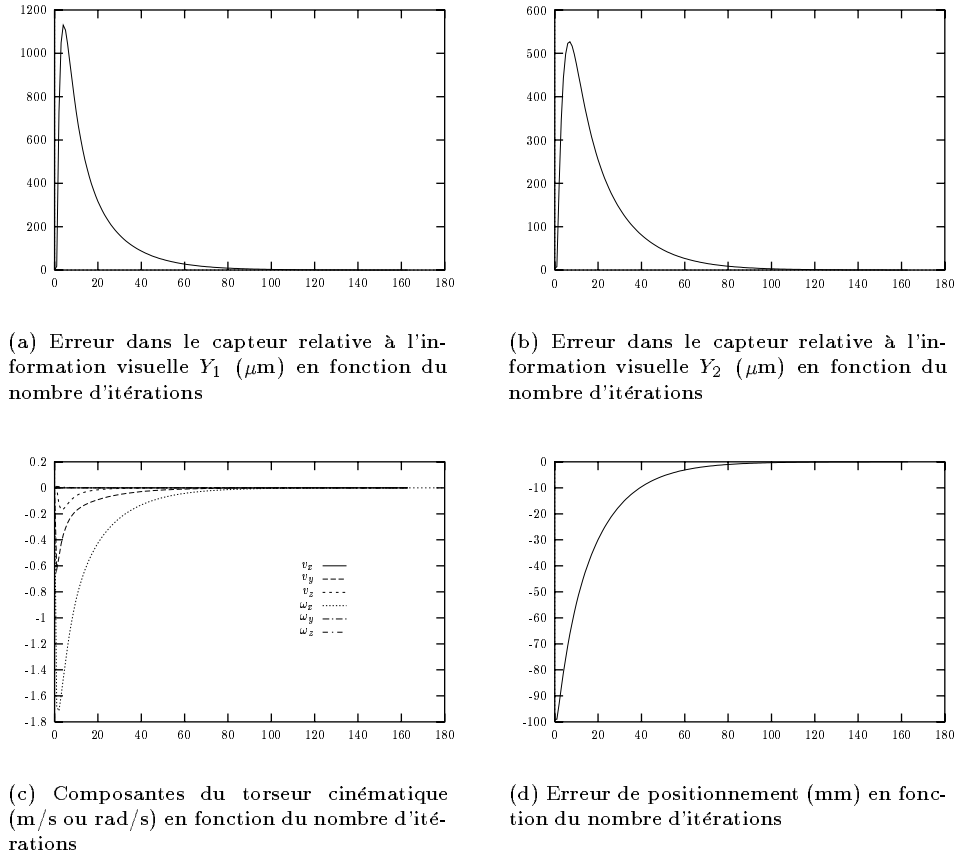 1200
1000
800
600
400
200
0
0 20 40 60 80 100 120 140 160 180
(a) Erreur dans le capteur relative à l'in-
formation visuelle Y₁ (μm) en fonction du
nombre d'itérations
600
500
400
300
200
100
0
0 20 40 60 80 100 120 140 160 180
(b) Erreur dans le capteur relative à l'in-
formation visuelle Y₂ (μm) en fonction du
nombre d'itérations
0.2
0
-0.2
-0.4
-0.6
-0.8
-1
-1.2
-1.4
-1.6
-1.8
v_x
v_y
v_z
ω_x
ω_y
ω_z
0 20 40 60 80 100 120 140 160 180
(c) Composantes du torseur cinématique
(m/s ou rad/s) en fonction du nombre d'ité-
rations
0
-10
-20
-30
-40
-50
-60
-70
-80
-90
-100
0 20 40 60 80 100 120 140 160 180
(d) Erreur de positionnement (mm) en fonc-
tion du nombre d'itérations